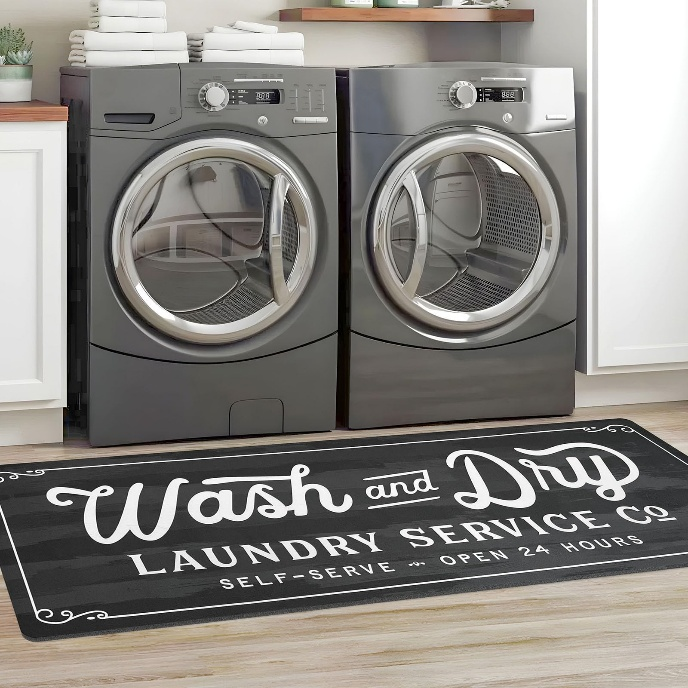 Wash and Dry
LAUNDRY SERVICE Co
SELF-SERVE OPEN 24 HOURS